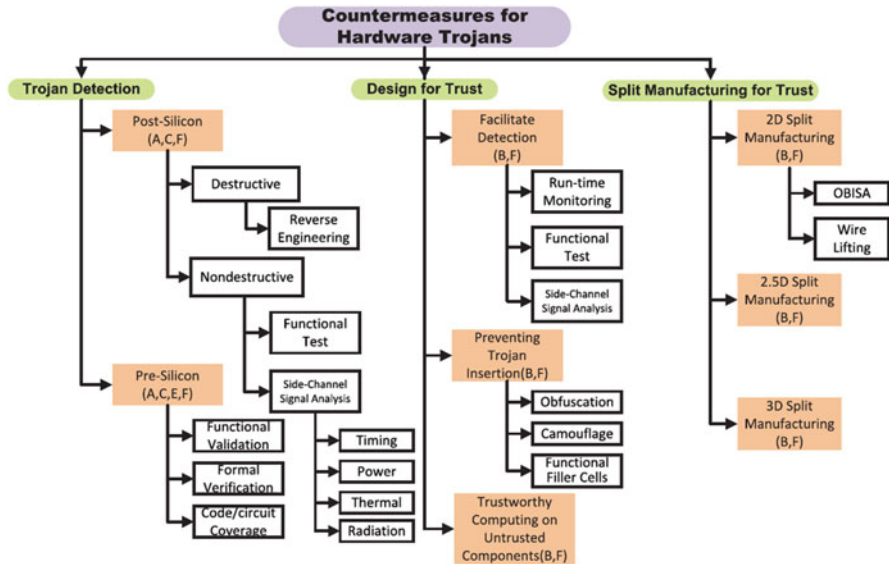 Countermeasures for
Hardware Trojans
Trojan Detection
Design for Trust
Split Manufacturing for Trust
Post-Silicon
(A,C,F)
Destructive
Reverse
Engineering
Nondestructive
Functional
Test
Side-Channel
Signal Analysis
Timing
Power
Thermal
Radiation
Pre-Silicon
(A,C,E,F)
Functional
Validation
Formal
Verification
Code/circuit
Coverage
Facilitate
Detection
(B,F)
Run-time
Monitoring
Functional
Test
Side-Channel
Signal Analysis
Preventing
Trojan
Insertion(B,F)
Obfuscation
Camouflage
Functional
Filler Cells
Trustworthy
Computing on
Untrusted
Components(B,F)
2D Split
Manufacturing
(B,F)
OBISA
Wire
Lifting
2.5D Split
Manufacturing
(B,F)
3D Split
Manufacturing
(B,F)